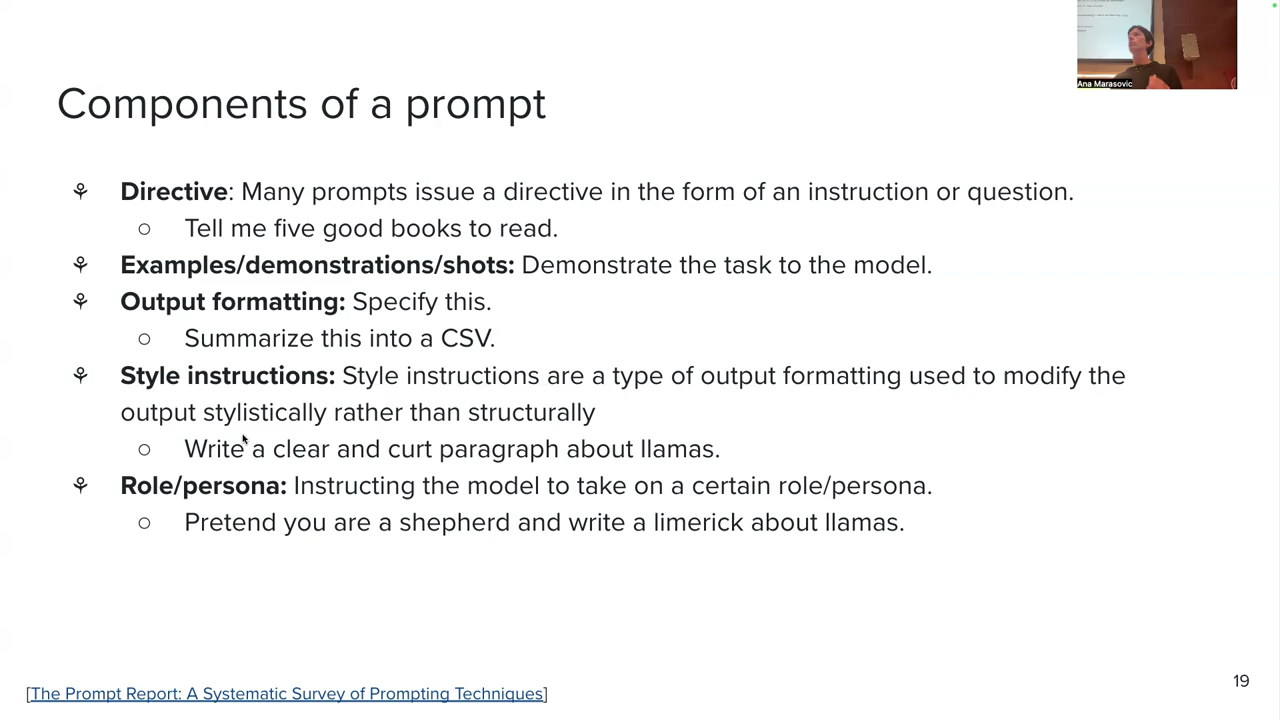 Ana Marasovic
Components of a prompt
Directive: Many prompts issue a directive in the form of an instruction or question.
Tell me five good books to read.
Examples/demonstrations/shots: Demonstrate the task to the model.
Output formatting: Specify this.
Summarize this into a CSV.
Style instructions: Style instructions are a type of output formatting used to modify the
output stylistically rather than structurally
Write a clear and curt paragraph about llamas.
Role/persona: Instructing the model to take on a certain role/persona.
Pretend you are a shepherd and write a limerick about llamas.
[The Prompt Report: A Systematic Survey of Prompting Techniques]
19